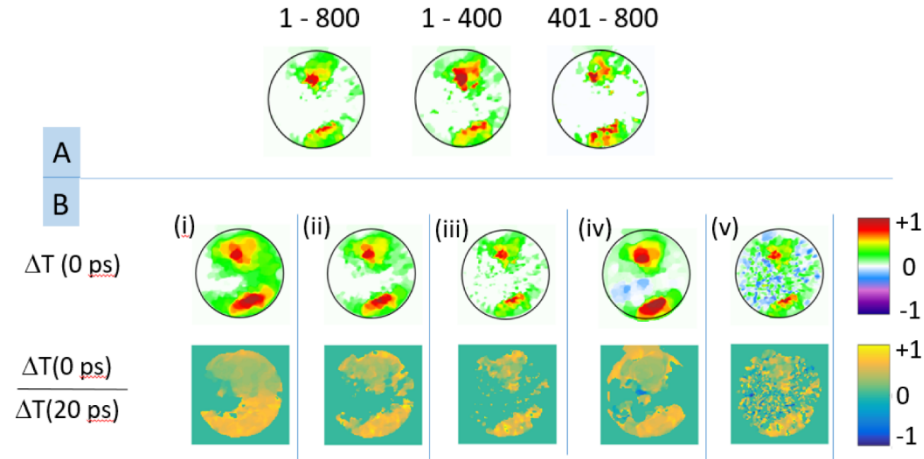 1 - 800 1 - 400 401 - 800
A
B
(i) (ii) (iii) (iv) (v)
ΔT (0 ps)
+1
0
-1
ΔT(0 ps)
ΔT(20 ps)
+1
0
-1